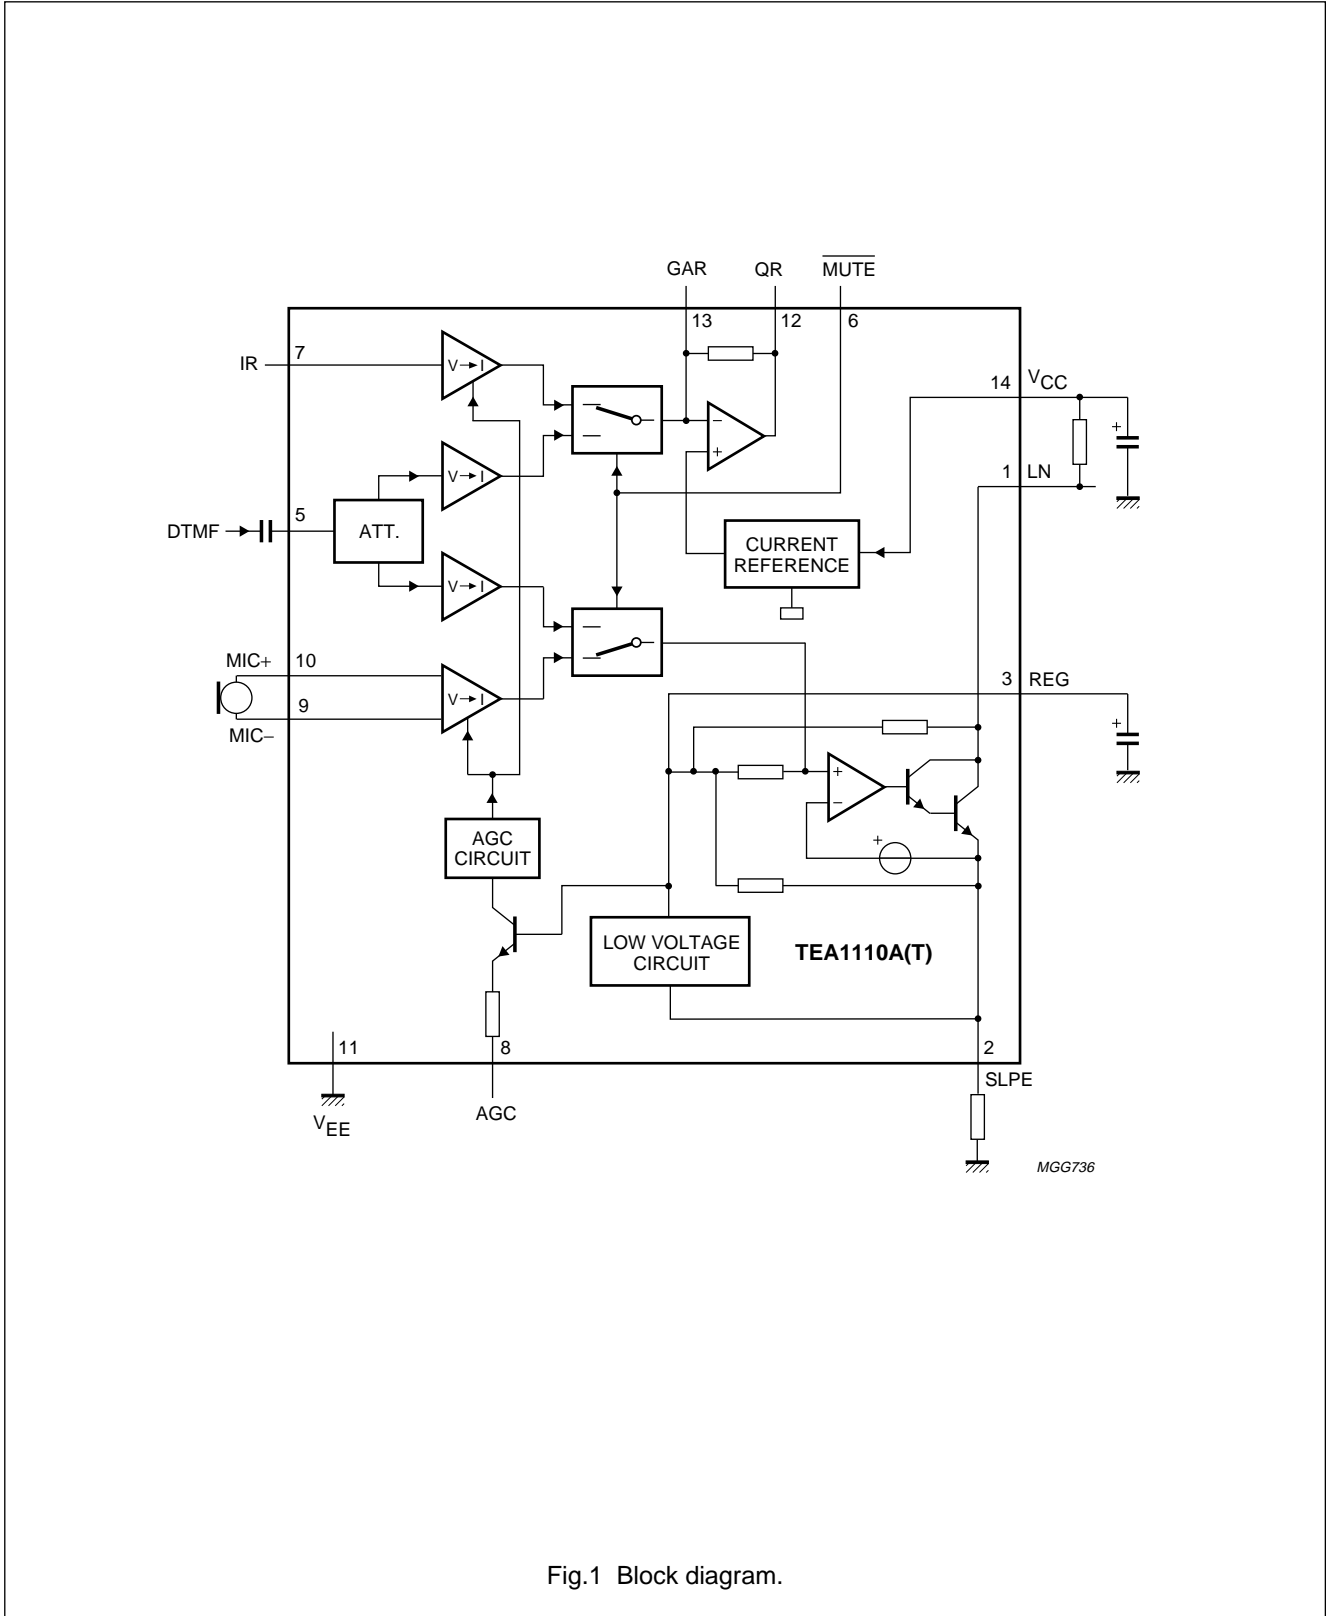 GAR QR MUTE
13 12 6
IR 7
V→I
14 VCC
V→I
1 LN
DTMF 5 ATT.
CURRENT
REFERENCE
V→I
MIC+ 10
3 REG
V→I
9
MIC−
AGC
CIRCUIT
LOW VOLTAGE
CIRCUIT
TEA1110A(T)
11 8 2
SLPE
VEE
AGC
MGG736
Fig.1 Block diagram.